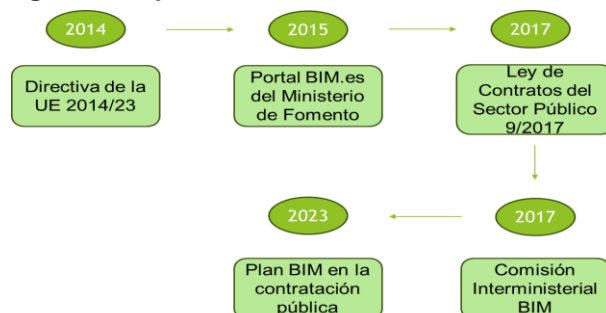 2014
2015
2017
Directiva de la
UE 2014/23
Portal BIM.es
del Ministerio
de Fomento
Ley de
Contratos del
Sector Público
9/2017
2023
2017
Plan BIM en la
contratación
pública
Comisión
Interministerial
BIM